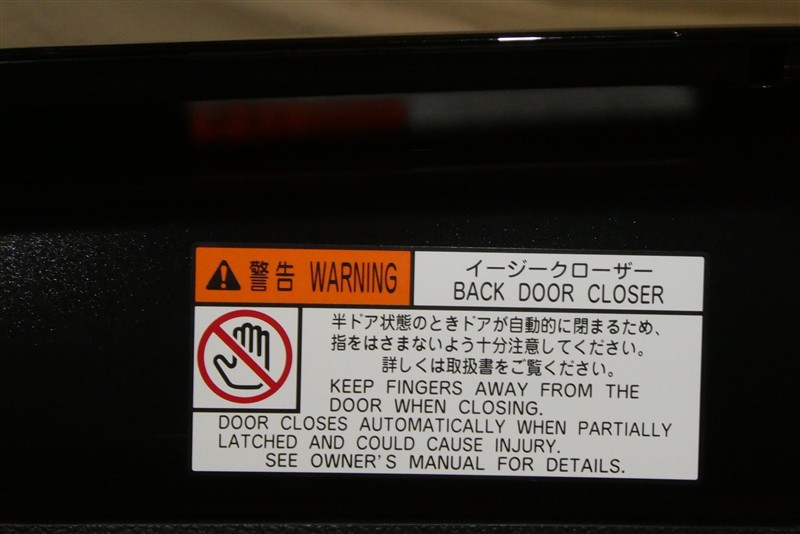 警告 WARNING
イージークローザー
BACK DOOR CLOSER
半ドア状態のときドアが自動的に閉まるため、
指をはさまないよう十分注意してください。
詳しくは取扱書をご覧ください。
KEEP FINGERS AWAY FROM THE
DOOR WHEN CLOSING.
DOOR CLOSES AUTOMATICALLY WHEN PARTIALLY
LATCHED AND COULD CAUSE INJURY.
SEE OWNER'S MANUAL FOR DETAILS.